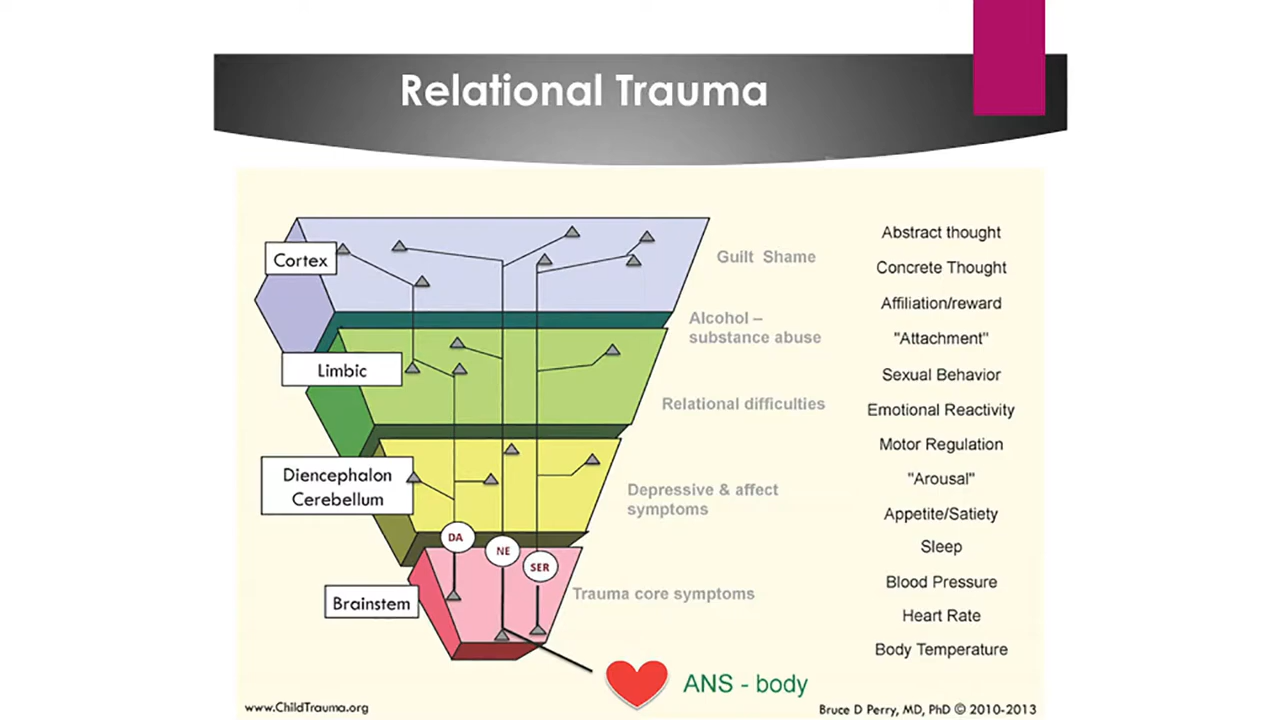 Relational Trauma
Cortex
Guilt Shame
Alcohol –
substance abuse
Limbic
Relational difficulties
Diencephalon
Cerebellum
Depressive & affect
symptoms
DA
NE
SER
Brainstem
Trauma core symptoms
ANS - body
Abstract thought
Concrete Thought
Affiliation/reward
"Attachment"
Sexual Behavior
Emotional Reactivity
Motor Regulation
"Arousal"
Appetite/Satiety
Sleep
Blood Pressure
Heart Rate
Body Temperature
www.ChildTrauma.org
Bruce D Perry, MD, PhD © 2010-2013